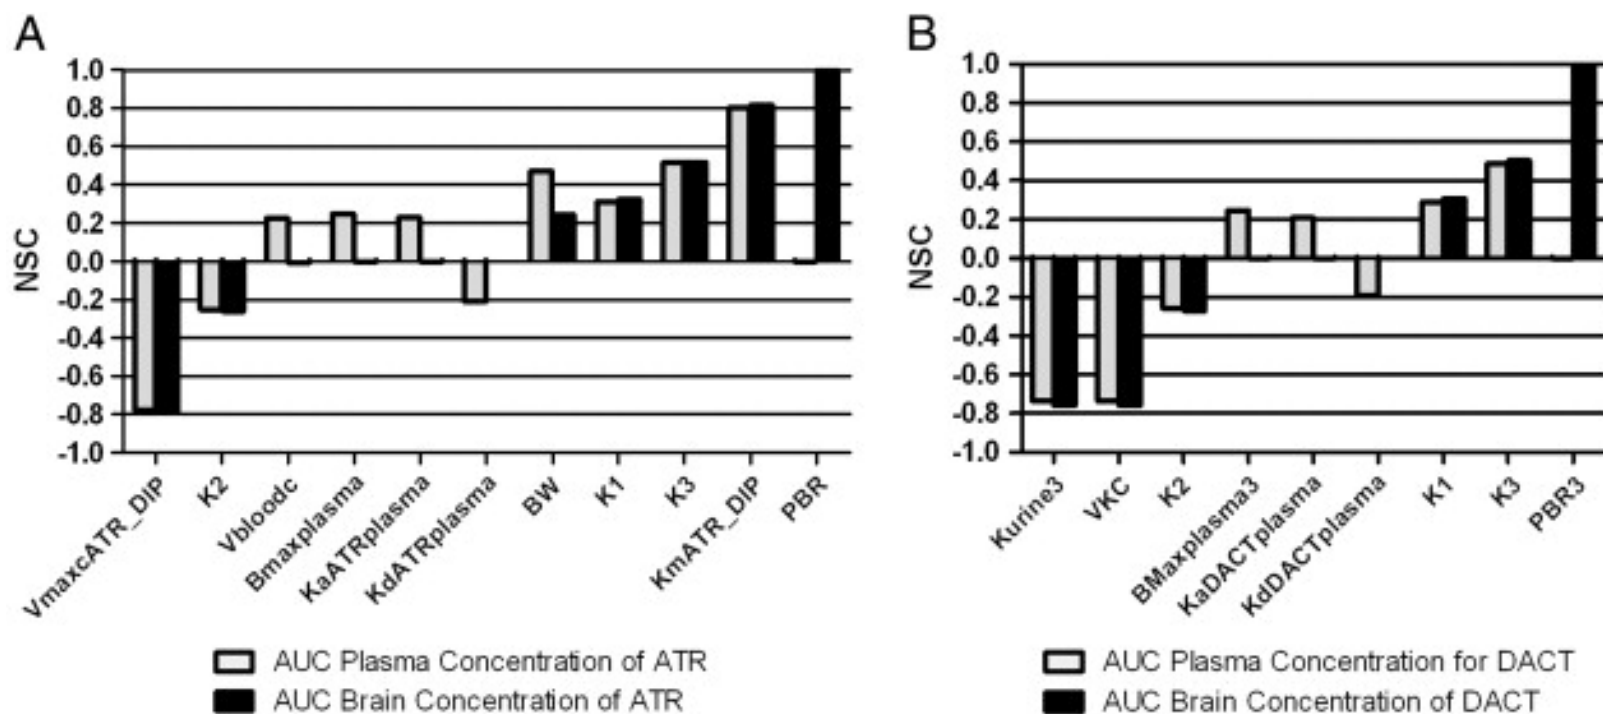 A
1.0
0.8
0.6
0.4
0.2
0.0
-0.2
-0.4
-0.6
-0.8
-1.0
NSC
VmaxcATR_DIP
K2
Vbloodc
Bmaxplasma
KaATRplasma
KdATRplasma
BW
K1
K3
KmATR_DIP
PBR
AUC Plasma Concentration of ATR
AUC Brain Concentration of ATR
B
1.0
0.8
0.6
0.4
0.2
0.0
-0.2
-0.4
-0.6
-0.8
-1.0
NSC
Kurine3
VKC
K2
BMaxplasma3
KaDACTplasma
KdDACTplasma
K1
K3
PBR3
AUC Plasma Concentration for DACT
AUC Brain Concentration of DACT